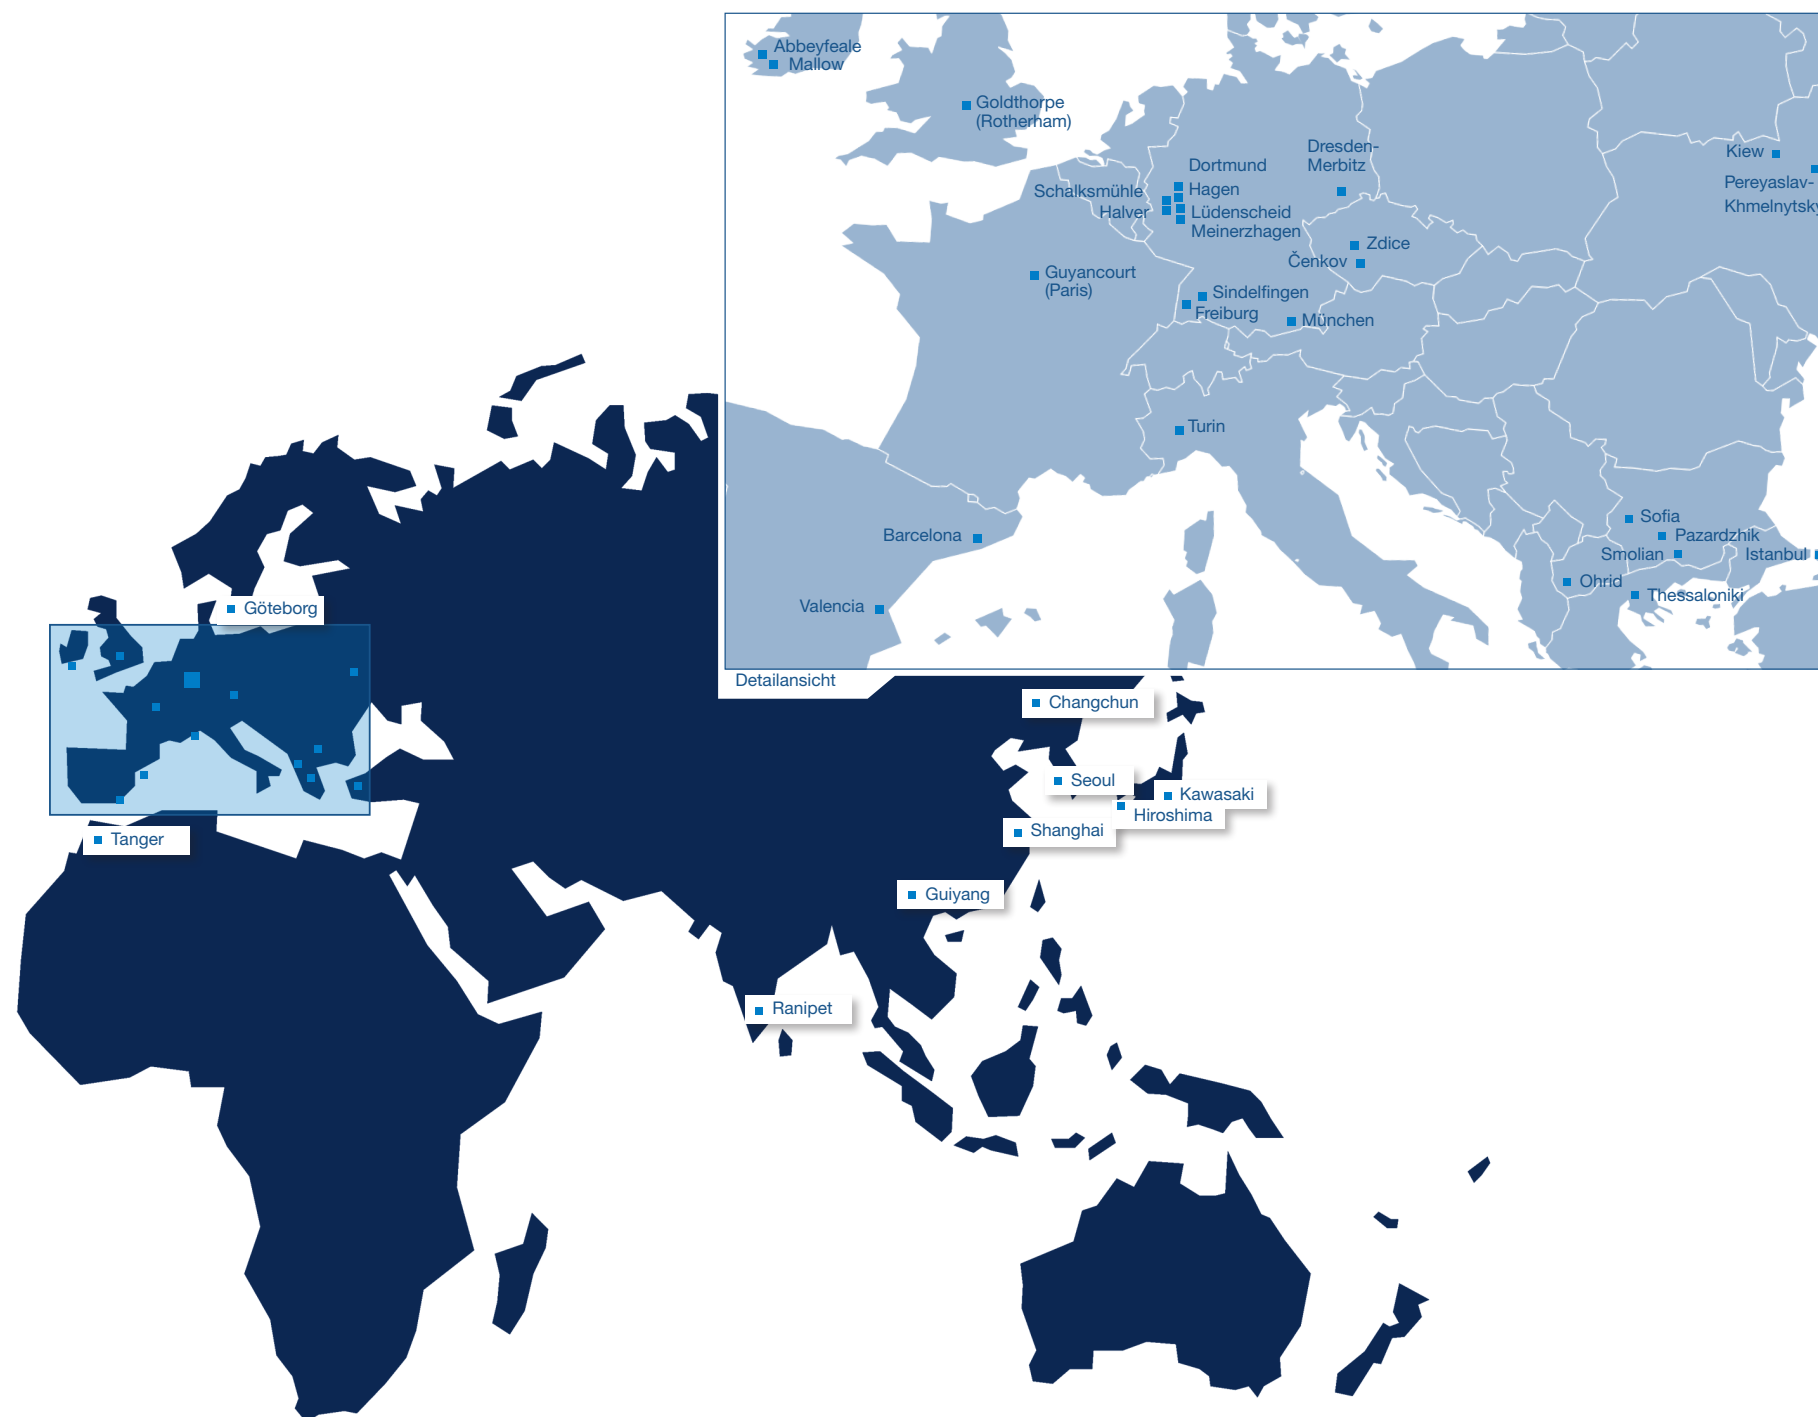 Abbeyfeale
Mallow
Goldthorpe
(Rotherham)
Dortmund
Hagen
Schalksmühle
Halver
Lüdenscheid
Meinerzhagen
Dresden-
Merbitz
Kiew
Pereyaslav-
Khmelnytsky
Zdice
Čenkov
Guyancourt
(Paris)
Sindelfingen
Freiburg
München
Turin
Barcelona
Valencia
Sofia
Pazardzhik
Smolian
Istanbul
Ohrid
Thessaloniki
Detailansicht
Göteborg
Tanger
Changchun
Seoul
Kawasaki
Hiroshima
Shanghai
Guiyang
Ranipet